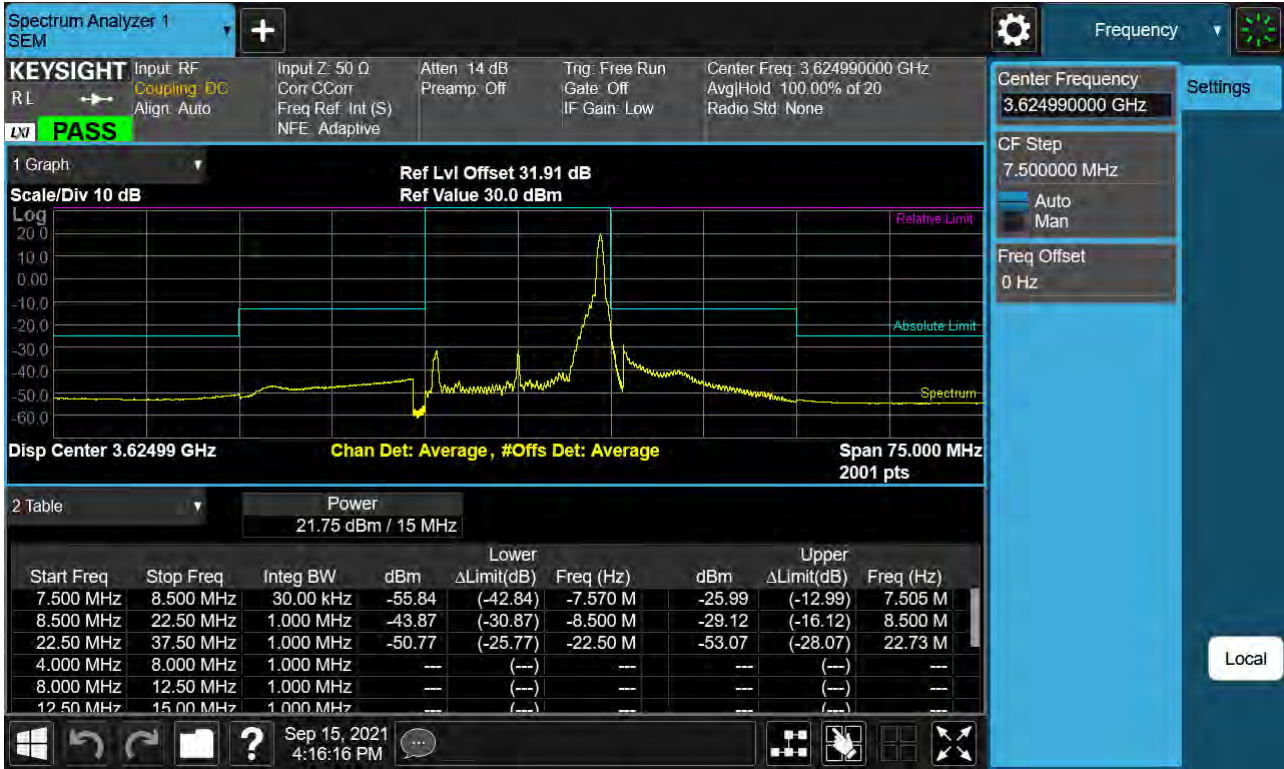 Spectrum Analyzer 1
SEM
Frequency
KEYSIGHT
Input: RF
Coupling: DC
Align: Auto
Input Z: 50 Ω
Corr CCorr
Freq Ref: Int (S)
NFE: Adaptive
Atten: 14 dB
Preamp: Off
Trig: Free Run
Gate: Off
IF Gain: Low
Center Freq: 3.624990000 GHz
Avg|Hold: 100.00% of 20
Radio Std: None
R L
LXI PASS
Center Frequency
3.624990000 GHz
Settings
CF Step
7.500000 MHz
Auto
Man
Freq Offset
0 Hz
1 Graph
Ref Lvl Offset 31.91 dB
Scale/Div 10 dB
Ref Value 30.0 dBm
Log
Relative Limit
20.0
10.0
0.00
-10.0
-20.0
Absolute Limit
-30.0
-40.0
-50.0
Spectrum
-60.0
Disp Center 3.62499 GHz
Chan Det: Average, #Offs Det: Average
Span 75.000 MHz
2001 pts
2 Table
Power
21.75 dBm / 15 MHz
Lower Upper
Start Freq Stop Freq Integ BW dBm ΔLimit(dB) Freq (Hz) dBm ΔLimit(dB) Freq (Hz)
7.500 MHz 8.500 MHz 30.00 kHz -55.84 (-42.84) -7.570 M -25.99 (-12.99) 7.505 M
8.500 MHz 22.50 MHz 1.000 MHz -43.87 (-30.87) -8.500 M -29.12 (-16.12) 8.500 M
22.50 MHz 37.50 MHz 1.000 MHz -50.77 (-25.77) -22.50 M -53.07 (-28.07) 22.73 M
4.000 MHz 8.000 MHz 1.000 MHz --- (---) --- --- (---) ---
8.000 MHz 12.50 MHz 1.000 MHz --- (---) --- --- (---) ---
12.50 MHz 15.00 MHz 1.000 MHz --- (---) --- --- (---) ---
Local
?
Sep 15, 2021
4:16:16 PM